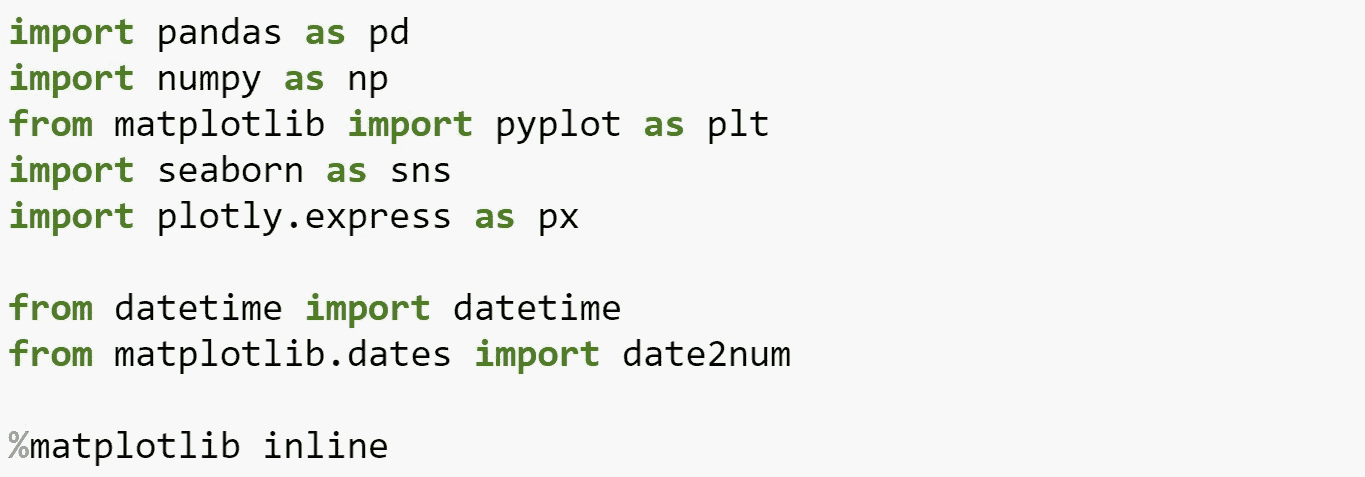 import pandas as pd
import numpy as np
from matplotlib import pyplot as plt
import seaborn as sns
import plotly.express as px
from datetime import datetime
from matplotlib.dates import date2num
%matplotlib inline